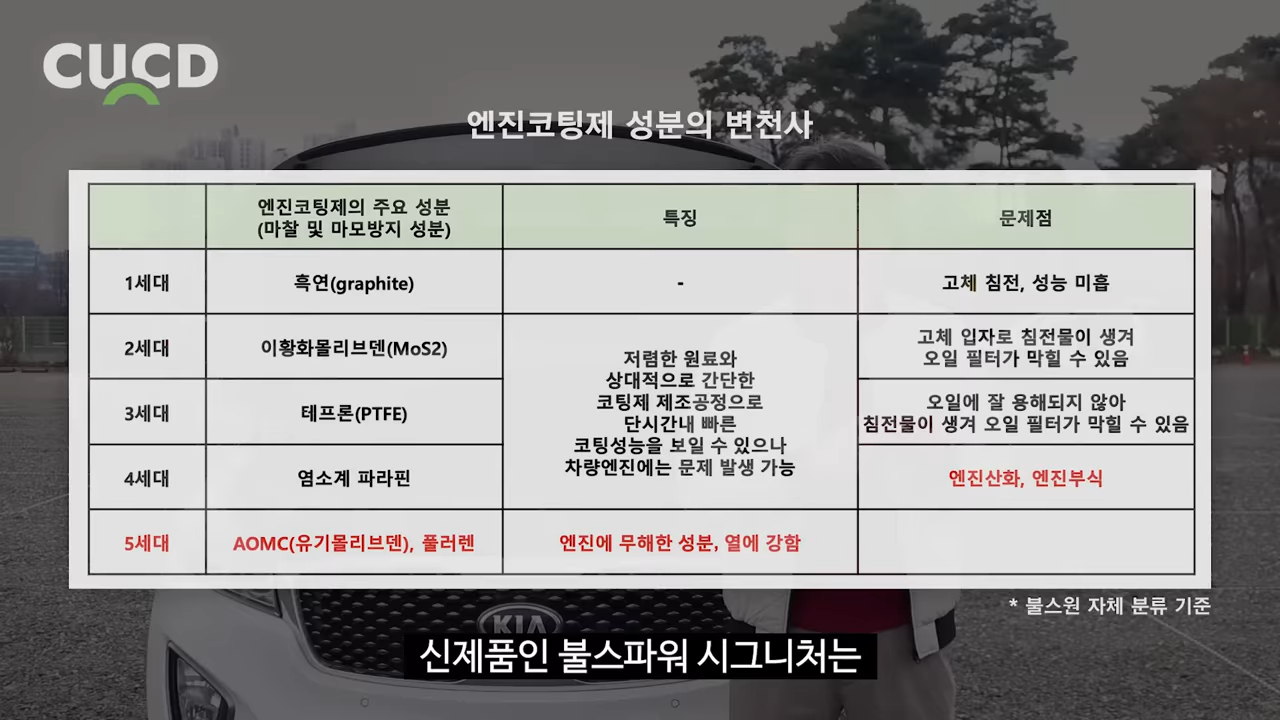 CUCD
엔진코팅제 성분의 변천사
엔진코팅제의 주요 성분
(마찰 및 마모방지 성분)
특징
문제점
1세대
흑연(graphite)
-
고체 침전, 성능 미흡
2세대
이황화몰리브덴(MoS2)
저렴한 원료와
상대적으로 간단한
코팅제 제조공정으로
단시간내 빠른
코팅성능을 보일 수 있으나
차량엔진에는 문제 발생 가능
고체 입자로 침전물이 생겨
오일 필터가 막힐 수 있음
3세대
테프론(PTFE)
오일에 잘 용해되지 않아
침전물이 생겨 오일 필터가 막힐 수 있음
4세대
염소계 파라핀
엔진산화, 엔진부식
5세대
AOMC(유기몰리브덴), 풀러렌
엔진에 무해한 성분, 열에 강함
* 불스원 자체 분류 기준
KIA
신제품인 불스파워 시그니처는